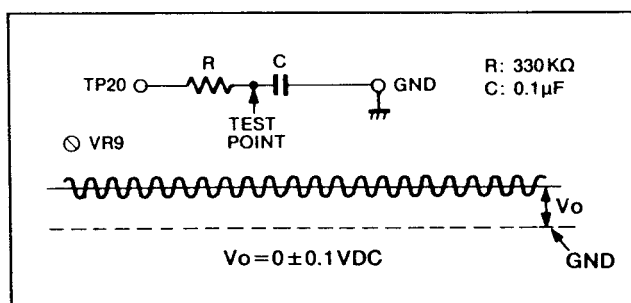 R C R: 330KΩ
TP20 GND C: 0.1μF
TEST
POINT
VR9
Vo
GND
Vo=0±0.1VDC